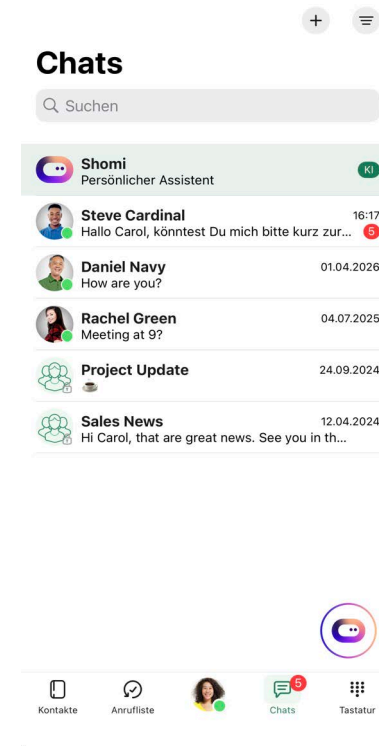 Chats
Suchen
Shomi
KI
Persönlicher Assistent
Steve Cardinal 16:17
Hallo Carol, könntest Du mich bitte kurz zur... 5
Daniel Navy 01.04.2026
How are you?
Rachel Green 04.07.2025
Meeting at 9?
Project Update 24.09.2024
Sales News 12.04.2024
Hi Carol, that are great news. See you in th...
5
Kontakte Anrufliste Chats Tastatur